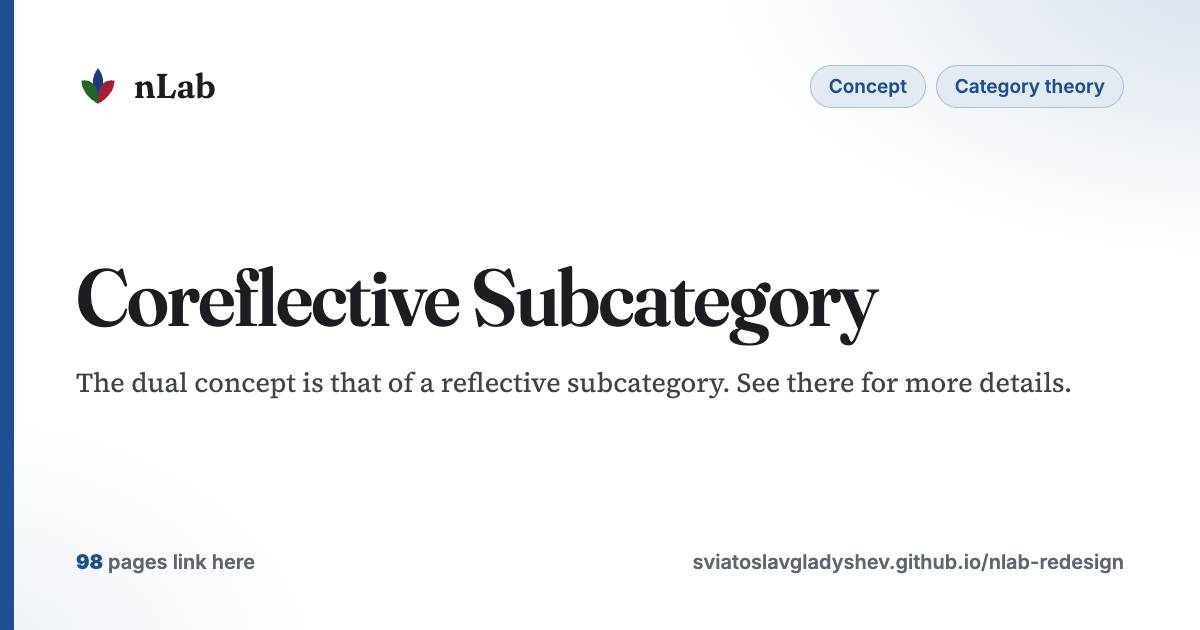 nLab
Concept
Category theory
Coreflective Subcategory
The dual concept is that of a reflective subcategory. See there for more details.
98 pages link here
sviatoslavgladyshev.github.io/nlab-redesign